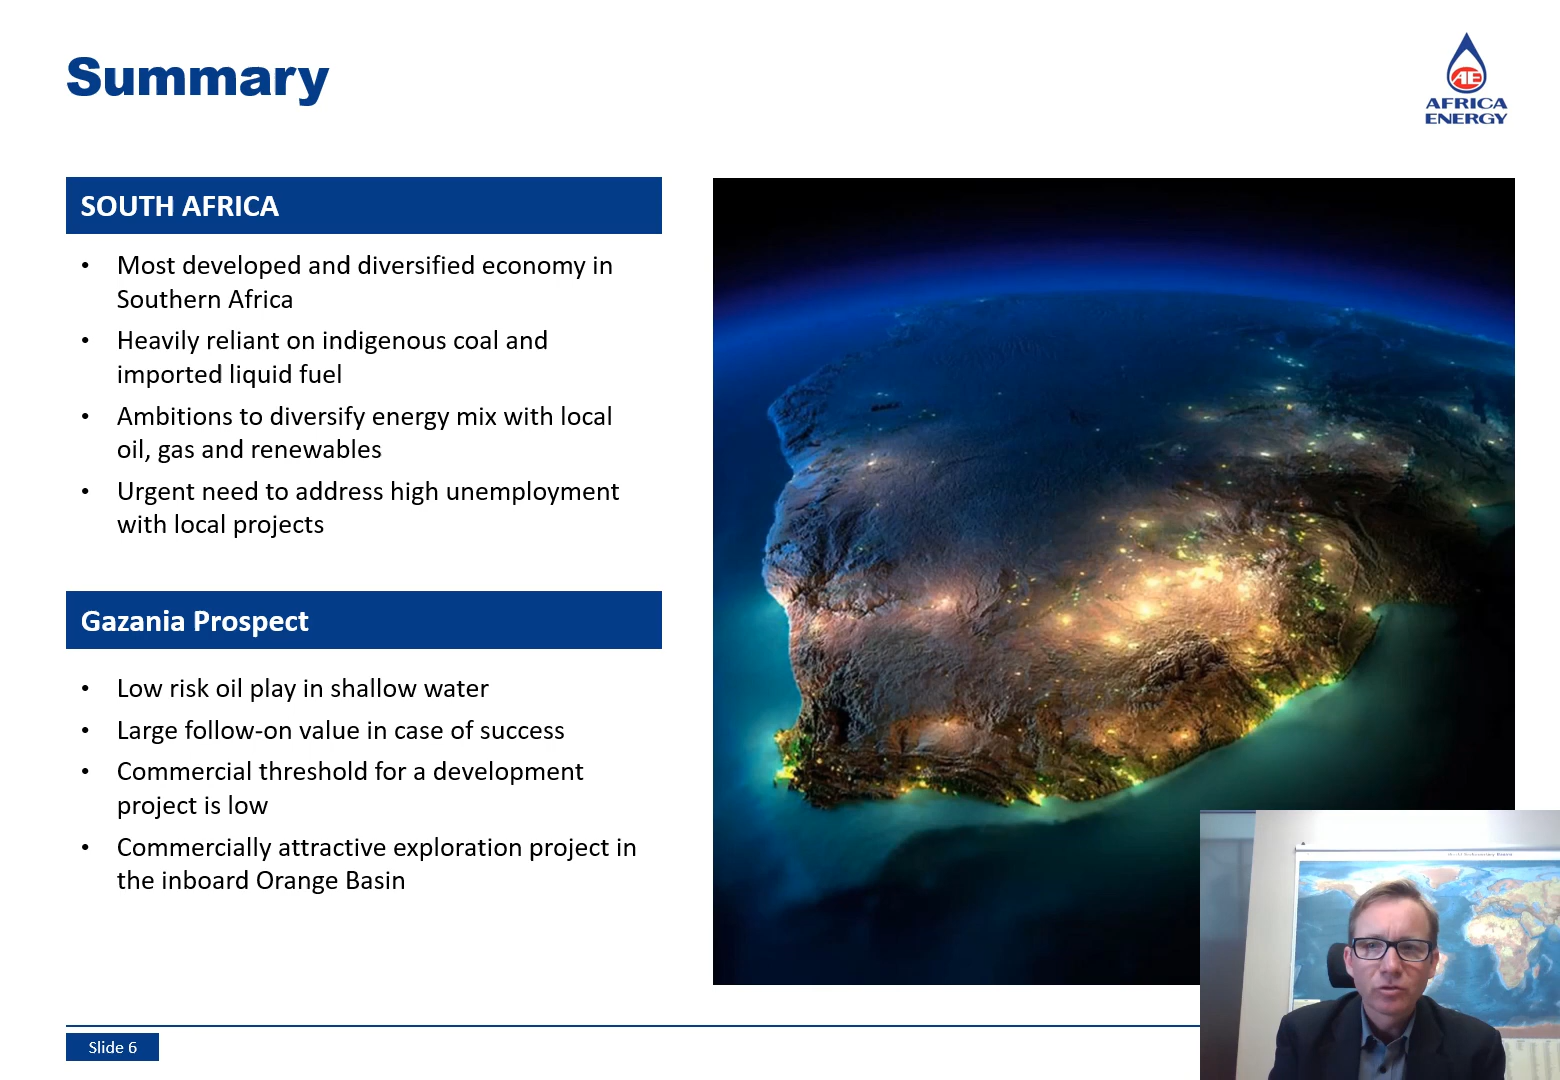 Summary
AE
AFRICA
ENERGY
SOUTH AFRICA
• Most developed and diversified economy in
Southern Africa
• Heavily reliant on indigenous coal and
imported liquid fuel
• Ambitions to diversify energy mix with local
oil, gas and renewables
• Urgent need to address high unemployment
with local projects
Gazania Prospect
• Low risk oil play in shallow water
• Large follow-on value in case of success
• Commercial threshold for a development
project is low
• Commercially attractive exploration project in
the inboard Orange Basin
Slide 6